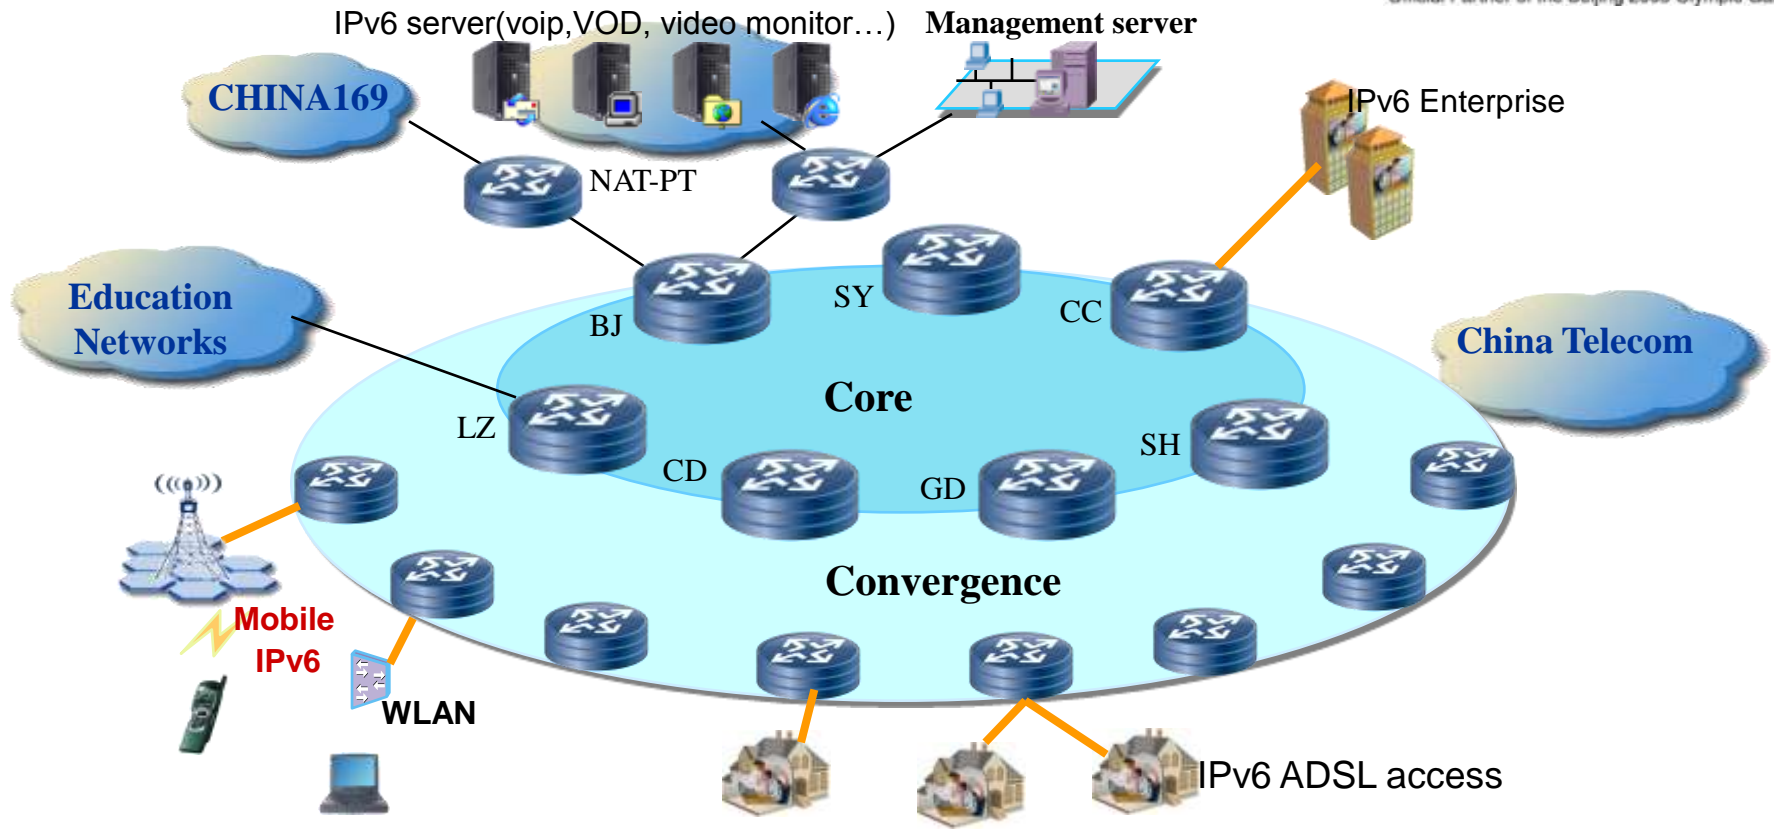 IPv6 server(voip,VOD, video monitor…)
Management server
CHINA169
IPv6 Enterprise
NAT-PT
Education
Networks
BJ
SY
CC
China Telecom
Core
LZ
CD
GD
SH
Convergence
Mobile
IPv6
WLAN
IPv6 ADSL access